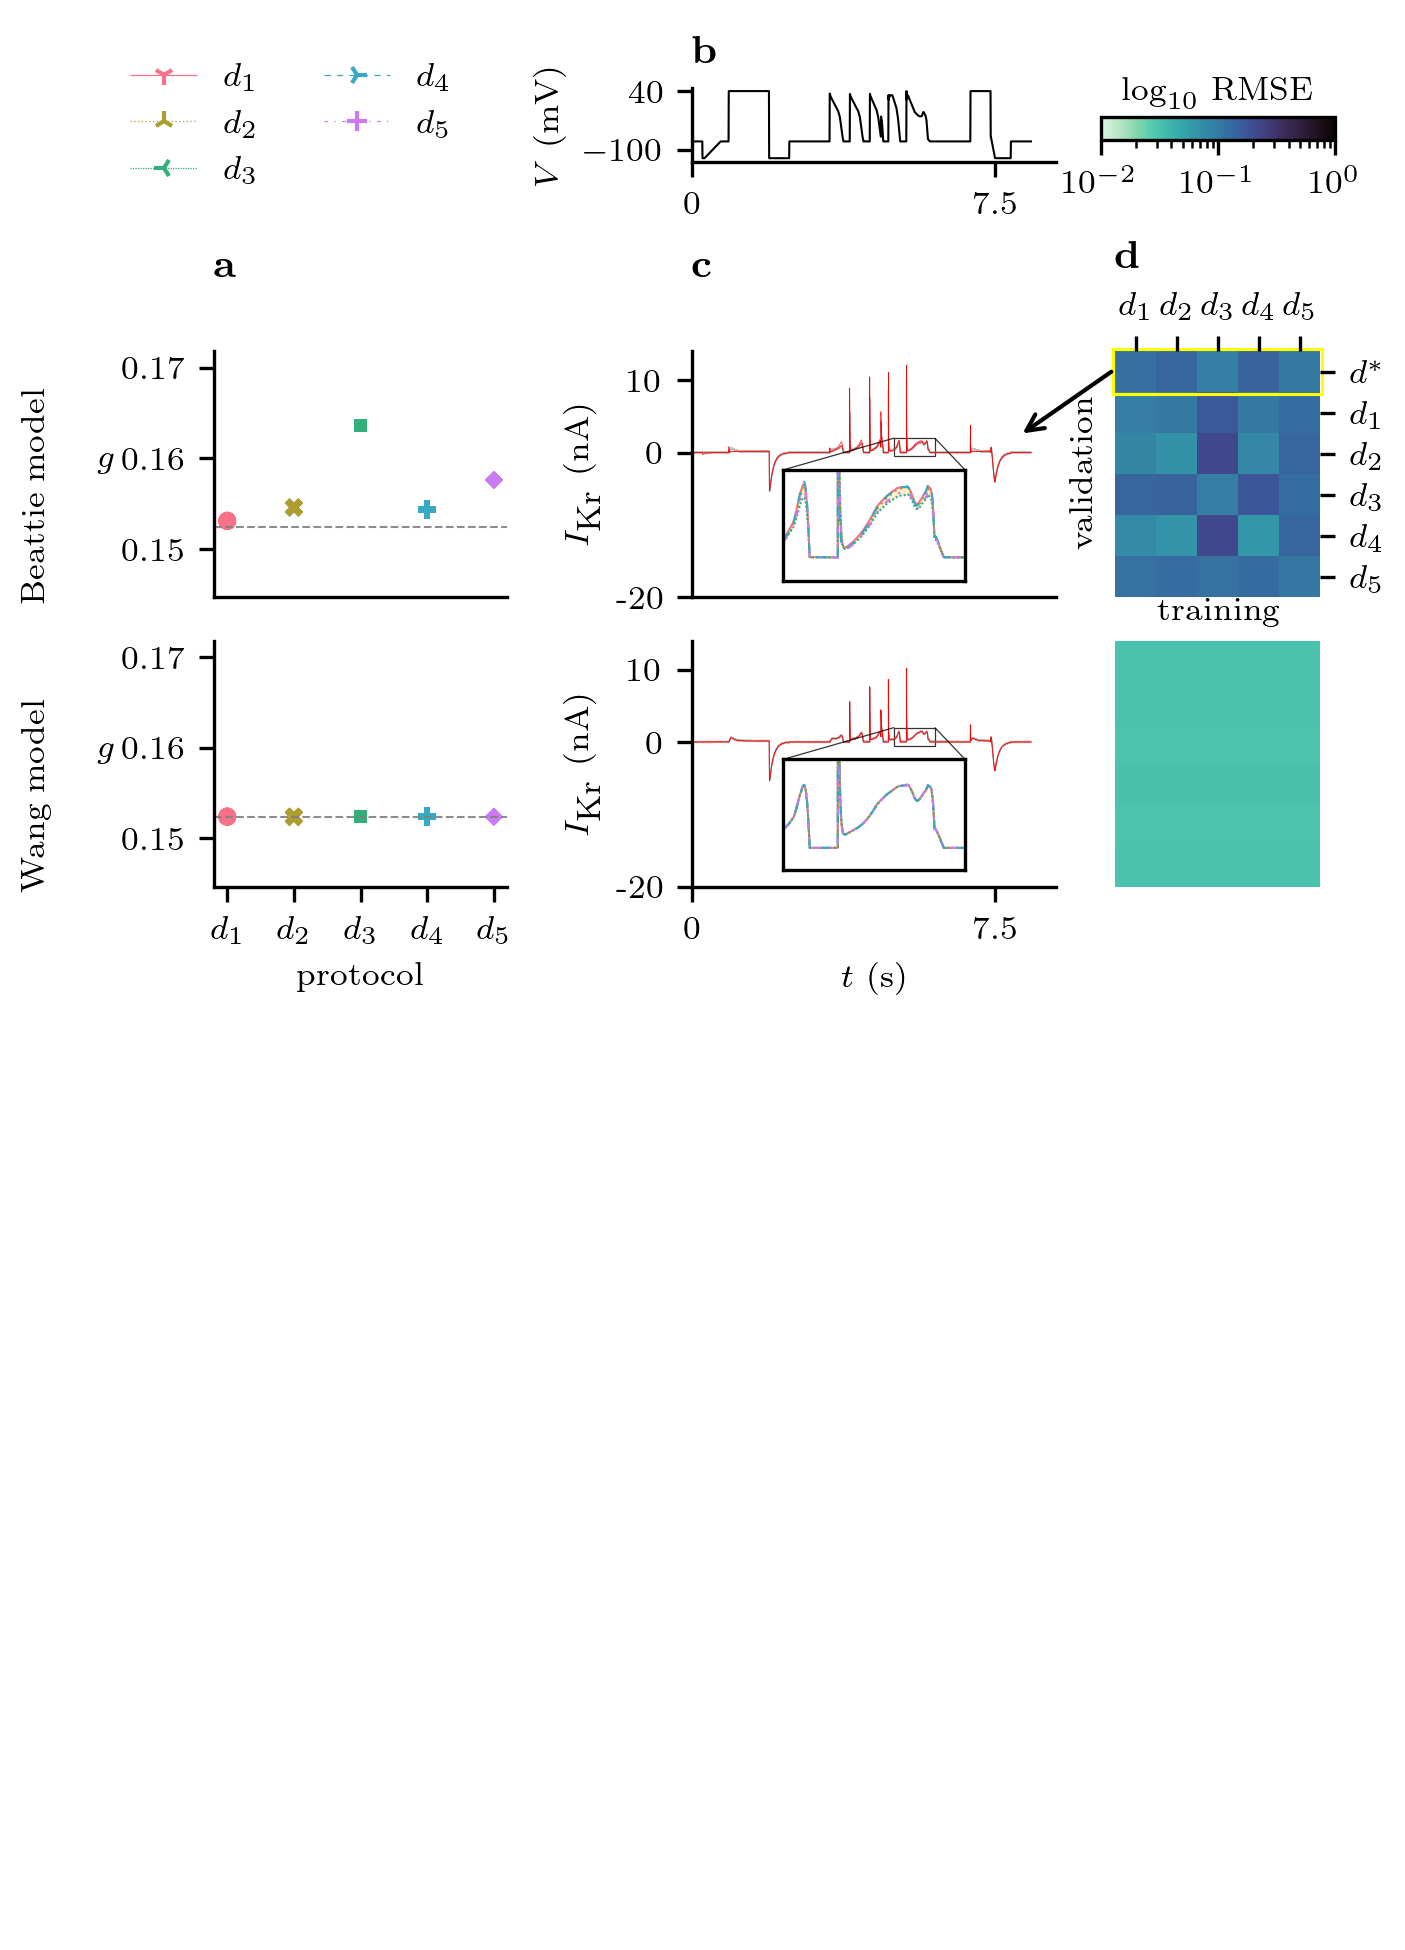 d1
d2
d3
d4
d5
b
V (mV)
40
−100
0
7.5
log10 RMSE
10−2
10−1
100
a
Beattie model
g
0.17
0.16
0.15
c
IKr (nA)
10
0
-20
d
d1 d2 d3 d4 d5
validation
d*
d1
d2
d3
d4
d5
training
Wang model
g
0.17
0.16
0.15
d1 d2 d3 d4 d5
protocol
IKr (nA)
10
0
-20
0
7.5
t (s)